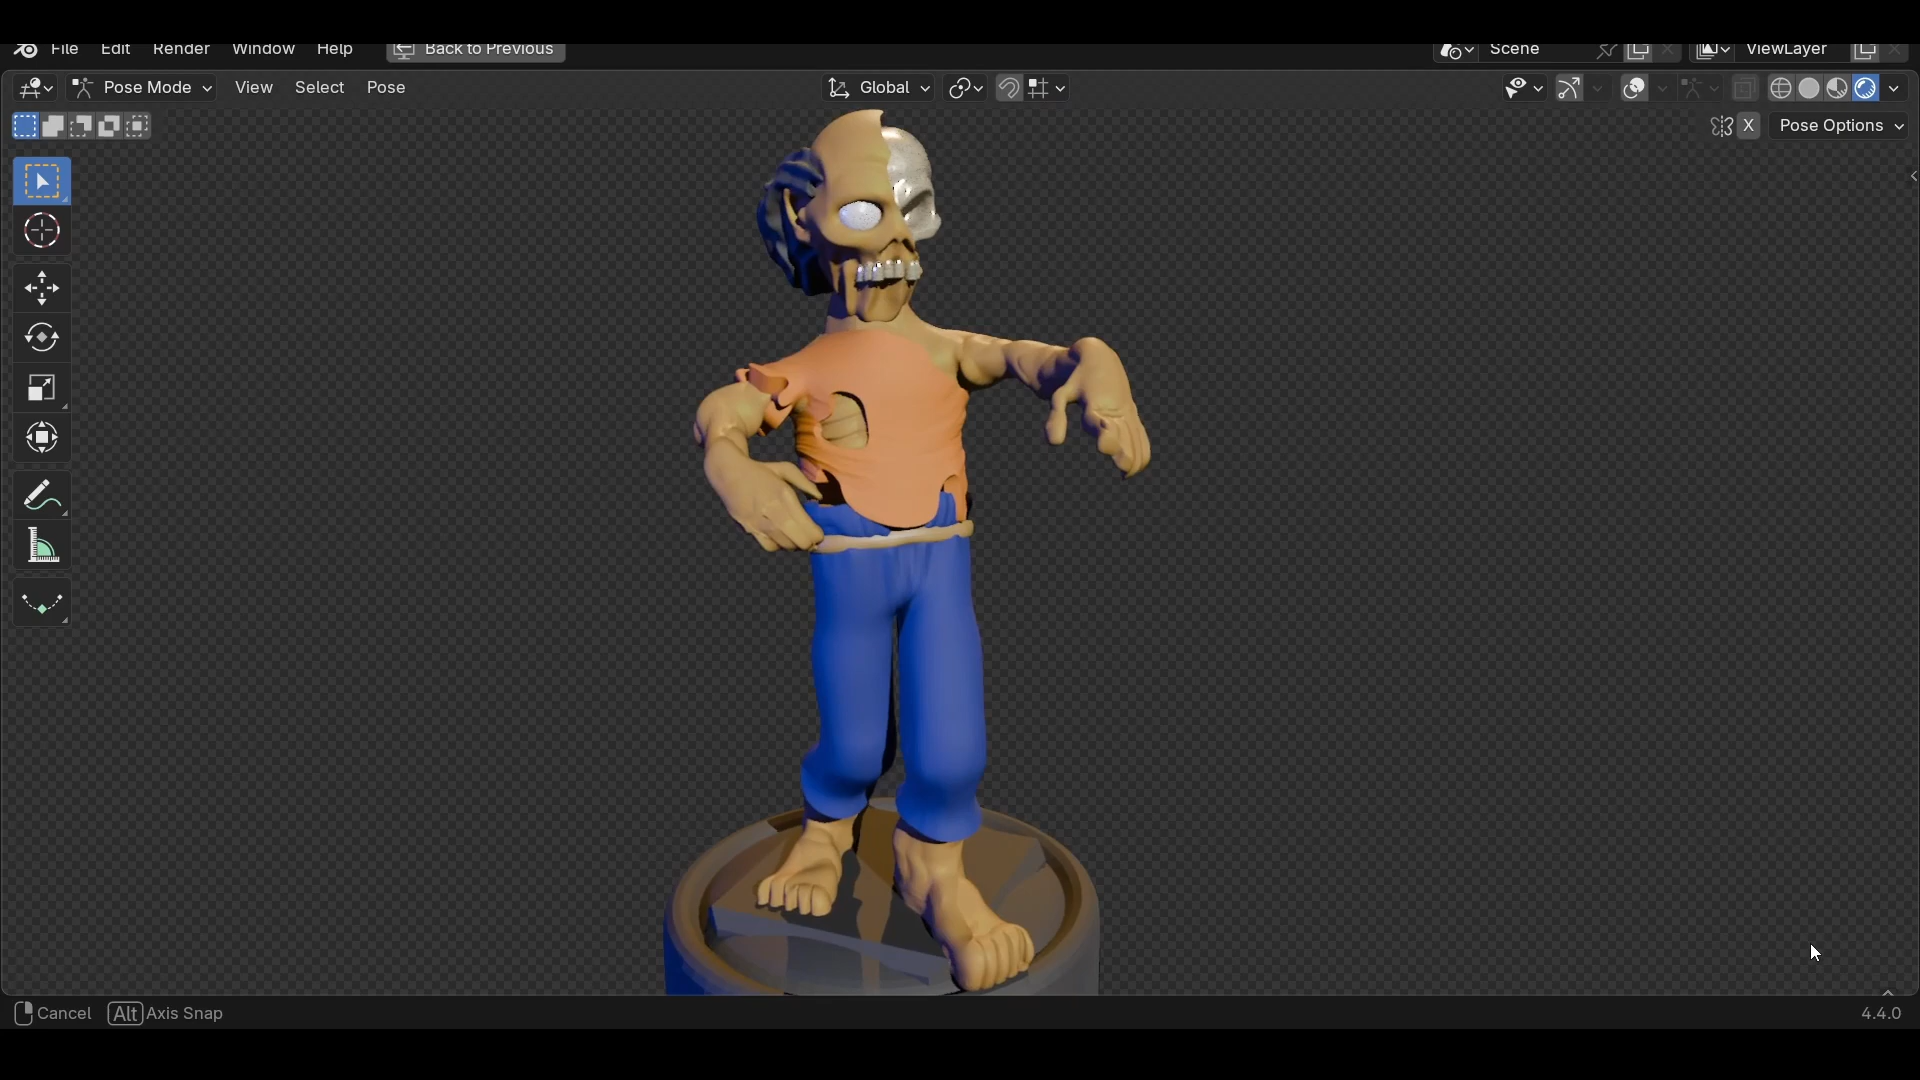 File Edit Render Window Help Back to Previous Scene ViewLayer
Pose Mode View Select Pose Global
X Pose Options
Cancel Alt Axis Snap 4.4.0